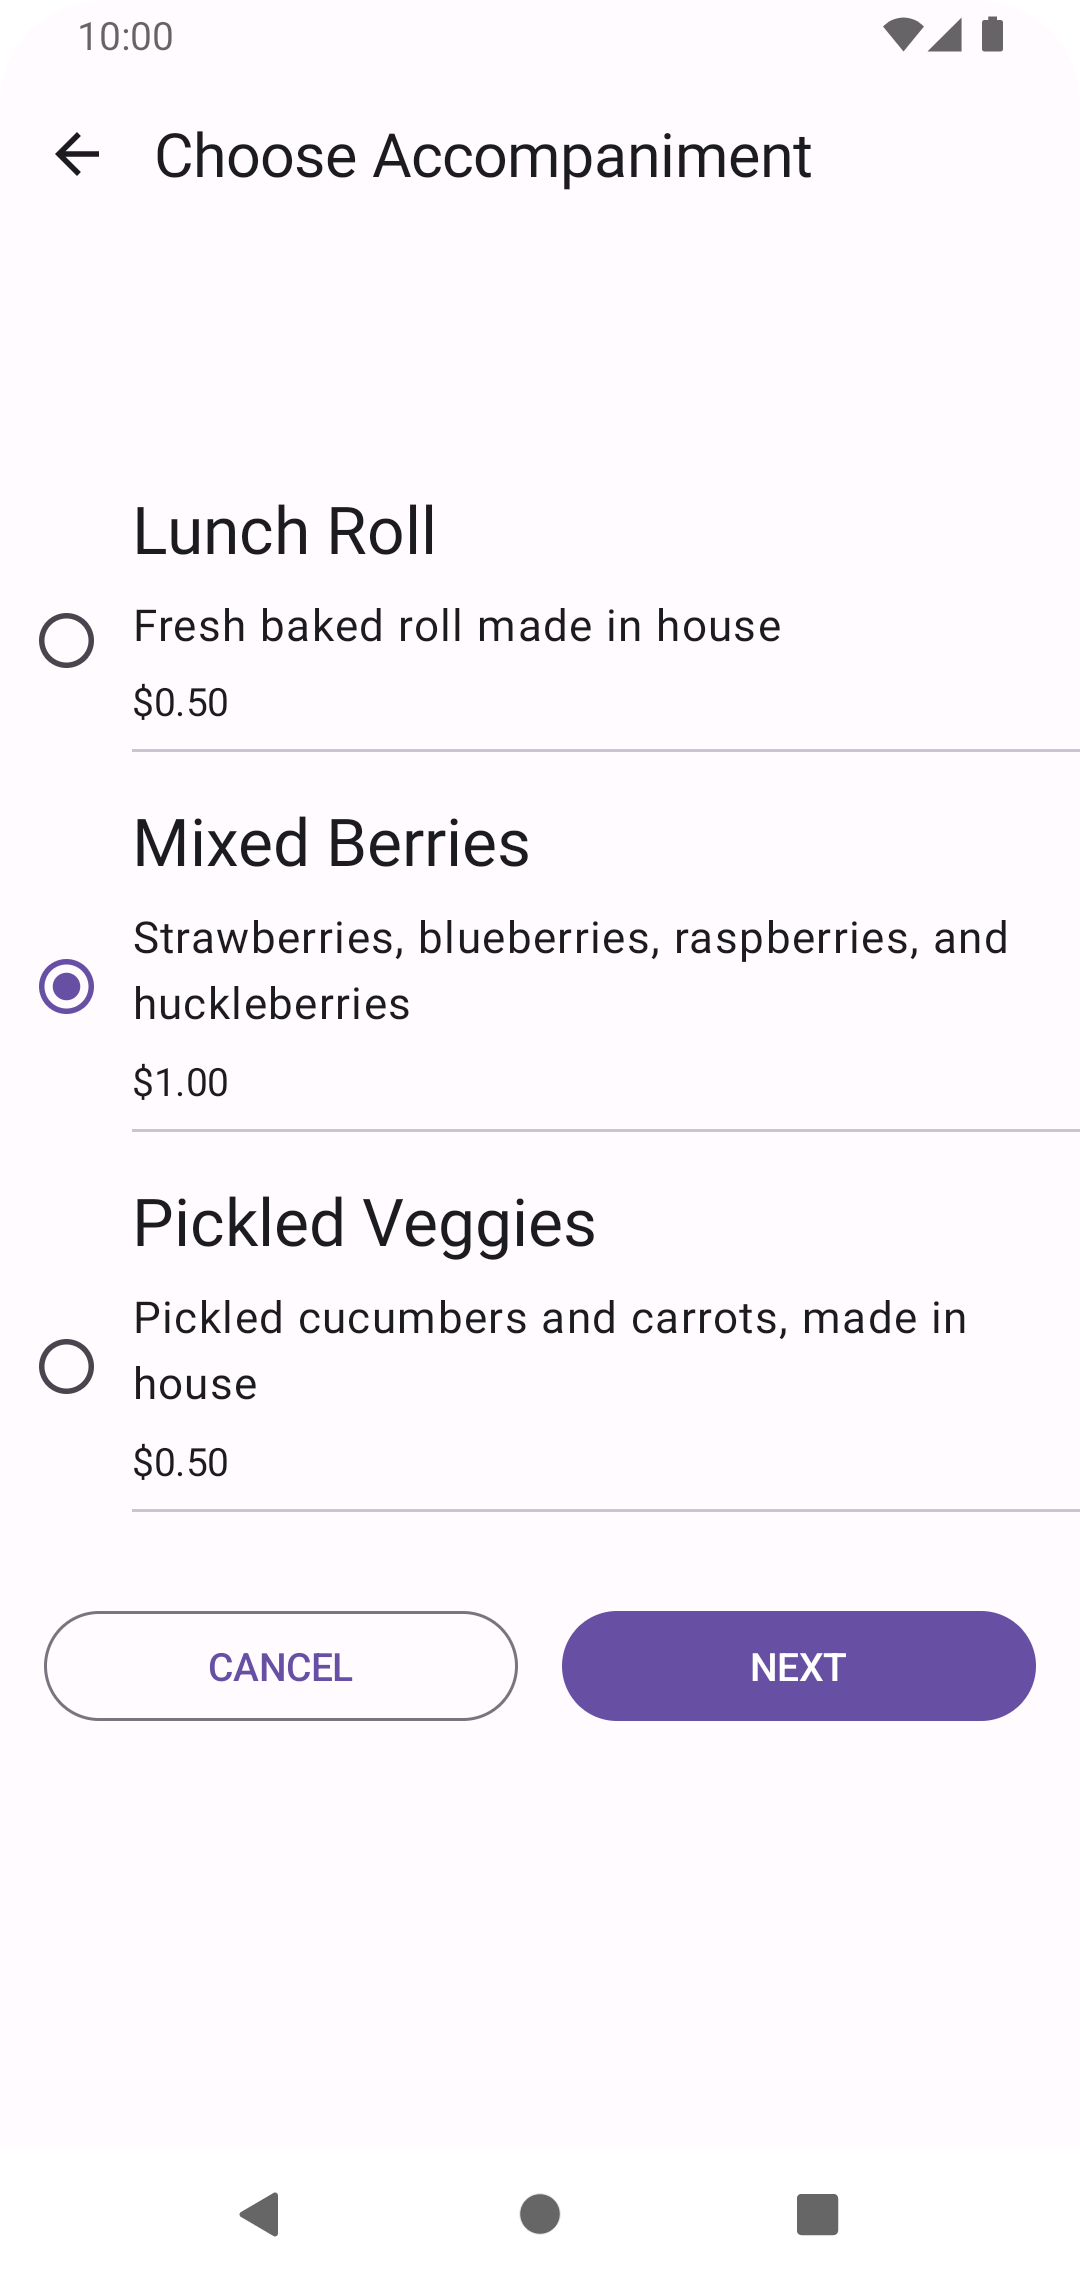 10:00
Choose Accompaniment
Lunch Roll
Fresh baked roll made in house
$0.50
Mixed Berries
Strawberries, blueberries, raspberries, and
huckleberries
$1.00
Pickled Veggies
Pickled cucumbers and carrots, made in
house
$0.50
CANCEL
NEXT